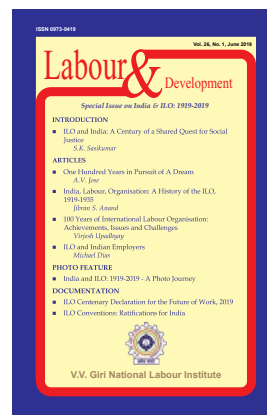 ISSN 0973-0419
Vol. 26, No. 1, June 2019
Labour
&
Development
Special Issue on India & ILO: 1919-2019
INTRODUCTION
■ ILO and India: A Century of a Shared Quest for Social
Justice
S.K. Sasikumar
ARTICLES
■ One Hundred Years in Pursuit of A Dream
A.V. Jose
■ India, Labour, Organisation: A History of the ILO,
1919-1935
Jibran S. Anand
■ 100 Years of International Labour Organisation:
Achievements, Issues and Challenges
Virjesh Upadhyay
■ ILO and Indian Employers
Michael Dias
PHOTO FEATURE
■ India and ILO: 1919-2019 - A Photo Journey
DOCUMENTATION
■ ILO Centenary Declaration for the Future of Work, 2019
■ ILO Conventions: Ratifications for India
V.V. Giri National Labour Institute